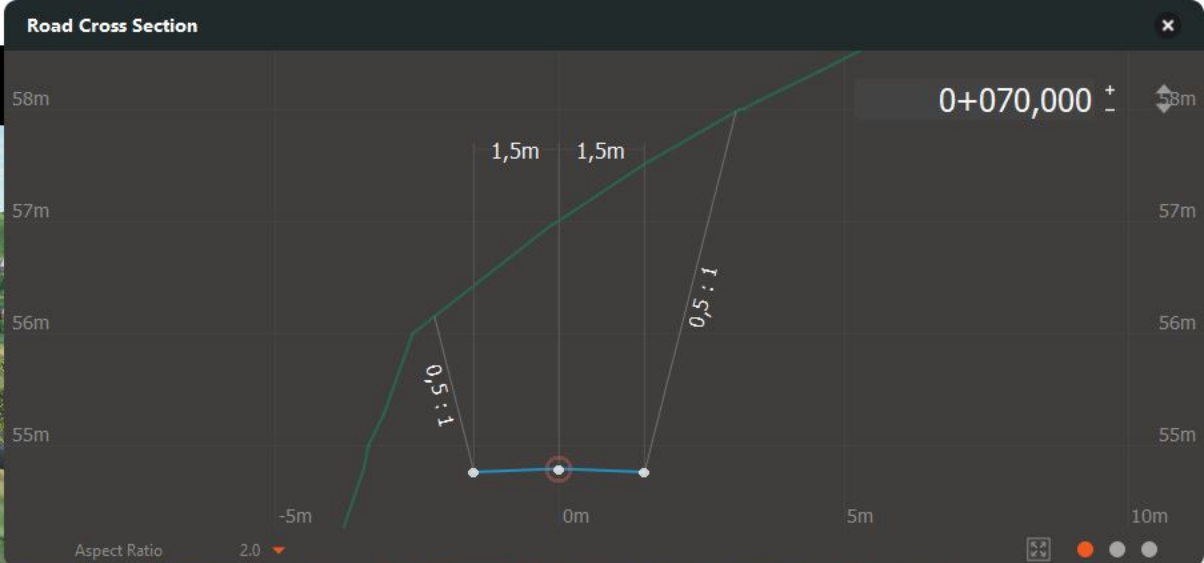 Road Cross Section
58m
0+070,000
+
−
58m
1,5m
1,5m
57m
57m
0,5 : 1
56m
56m
0,5 : 1
55m
55m
-5m
0m
5m
10m
Aspect Ratio
2.0